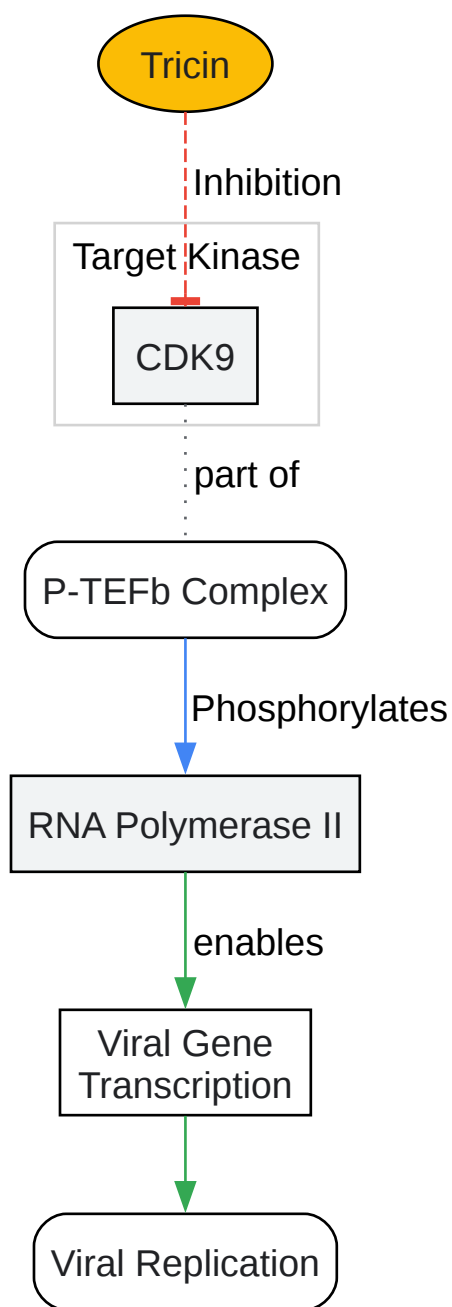 Tricin
Inhibition
Target Kinase
CDK9
part of
P-TEFb Complex
Phosphorylates
RNA Polymerase II
enables
Viral Gene
Transcription
Viral Replication